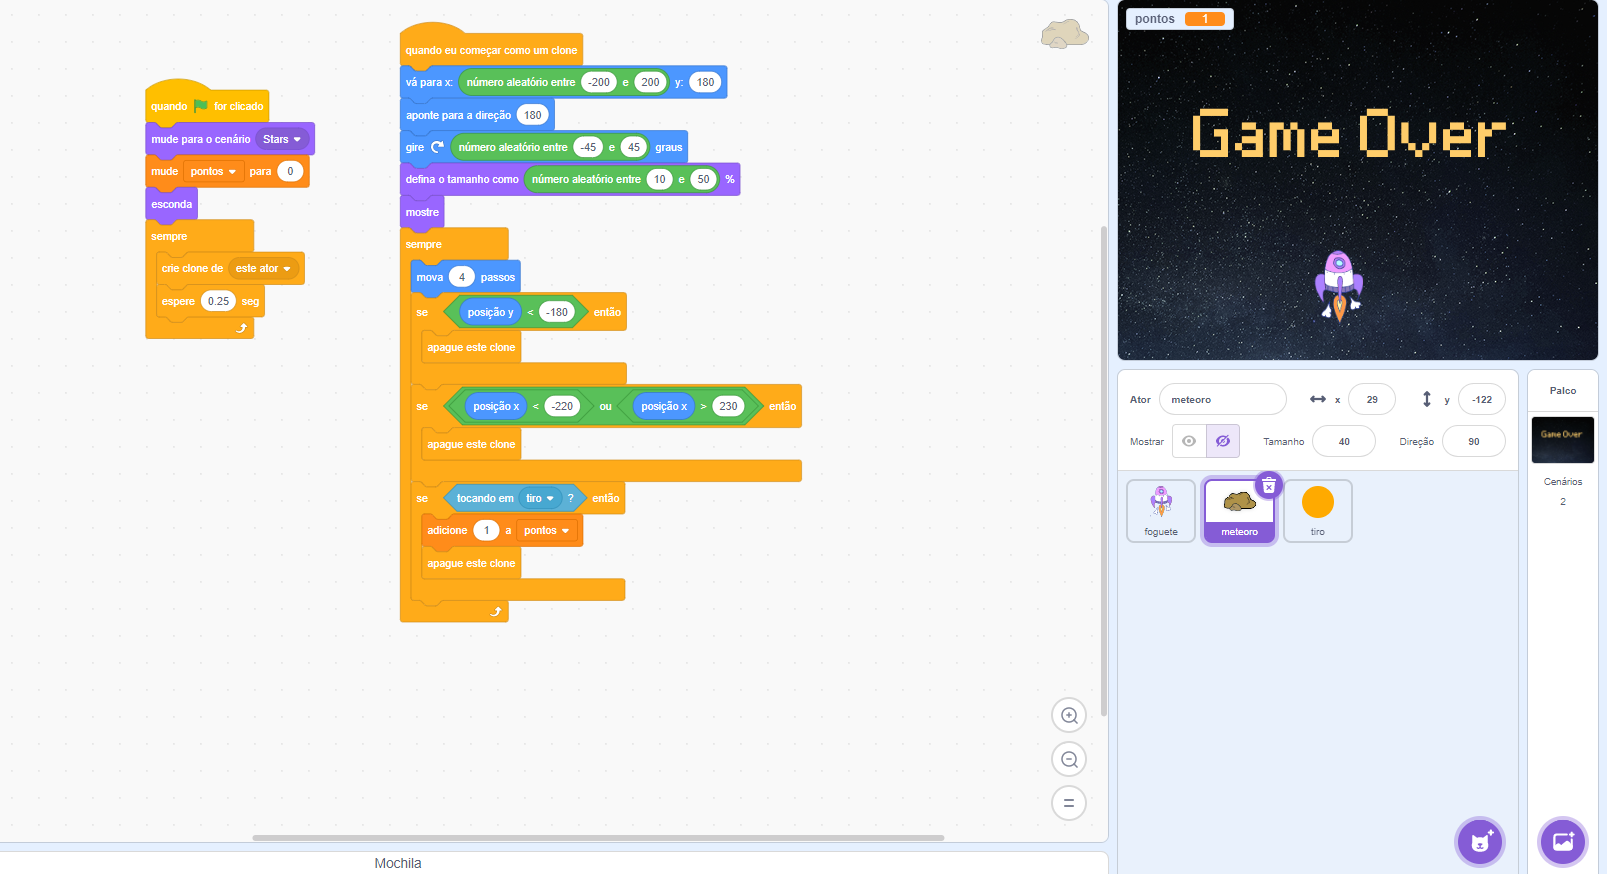 quando for clicado
mude para o cenário Stars
mude pontos para 0
esconda
sempre
crie clone de este ator
espere 0.25 seg
quando eu começar como um clone
vá para x: número aleatório entre -200 e 200 y: 180
aponte para a direção 180
gire número aleatório entre -45 e 45 graus
defina o tamanho como número aleatório entre 10 e 50 %
mostre
sempre
mova 4 passos
se posição y < -180 então
apague este clone
se posição x < -220 ou posição x > 230 então
apague este clone
se tocando em tiro ? então
adicione 1 a pontos
apague este clone
Mochila
pontos 1
Game Over
Ator meteoro x 29 y -122
Mostrar Tamanho 40 Direção 90
foguete
meteoro
tiro
Palco
Game Over
Cenários
2